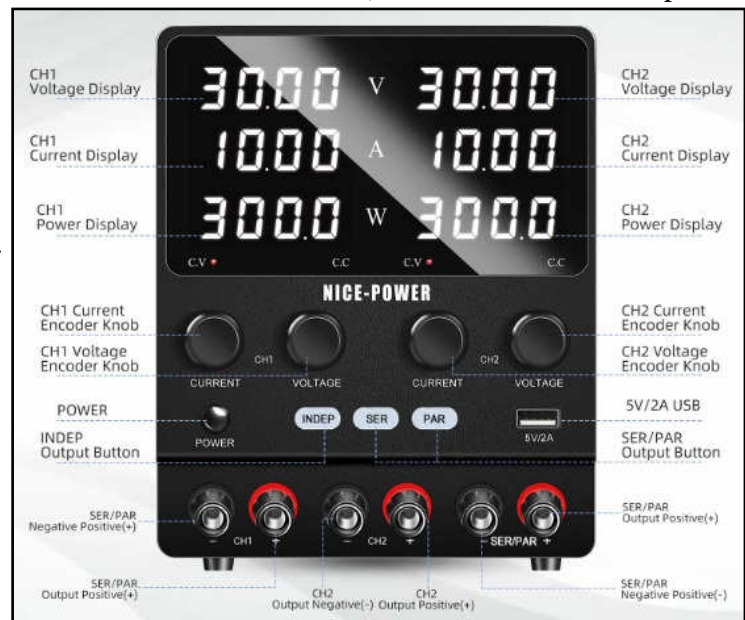 CH1
Voltage Display
30.00 V 30.00
CH2
Voltage Display
CH1
Current Display
10.00 A 10.00
CH2
Current Display
CH1
Power Display
300.0 W 300.0
CH2
Power Display
C.V C.C C.V C.C
NICE-POWER
CH1 Current
Encoder Knob
CH2 Current
Encoder Knob
CH1 Voltage
Encoder Knob
CH2 Voltage
Encoder Knob
CURRENT CH1 VOLTAGE CURRENT CH2 VOLTAGE
POWER
INDEP SER PAR
5V/2A USB
POWER
5V/2A
INDEP
Output Button
SER/PAR
Output Button
SER/PAR
Negative Positive(+)
SER/PAR
Output Positive(+)
- CH1 + - CH2 + - SER/PAR +
SER/PAR
Output Positive(+)
CH2
Output Negative(-)
CH2
Output Positive(+)
SER/PAR
Negative Positive(-)